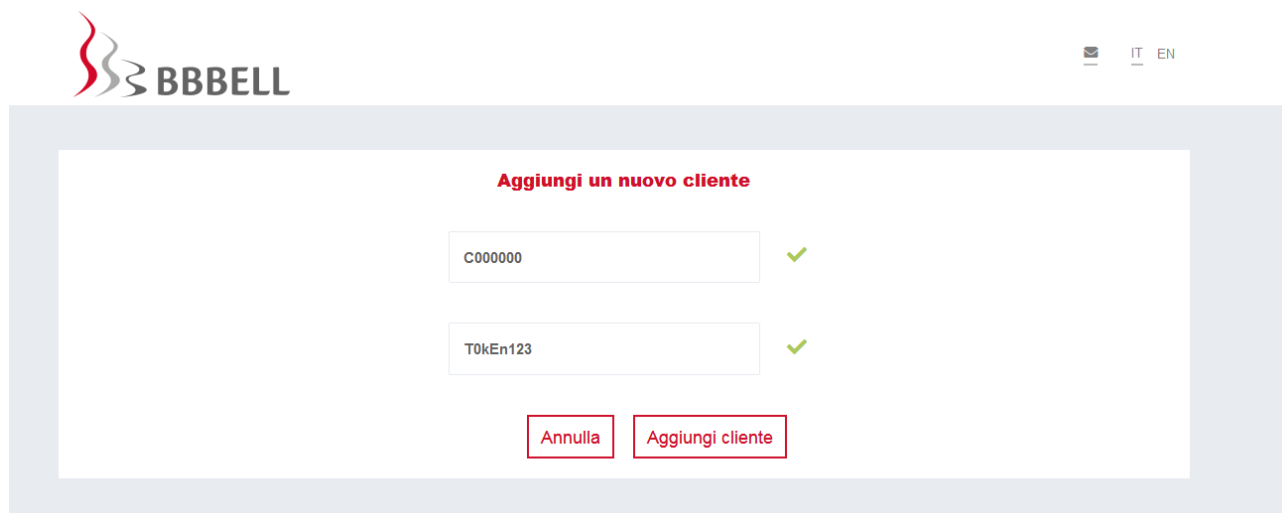 BBBELL
IT EN
Aggiungi un nuovo cliente
C000000
T0kEn123
Annulla Aggiungi cliente